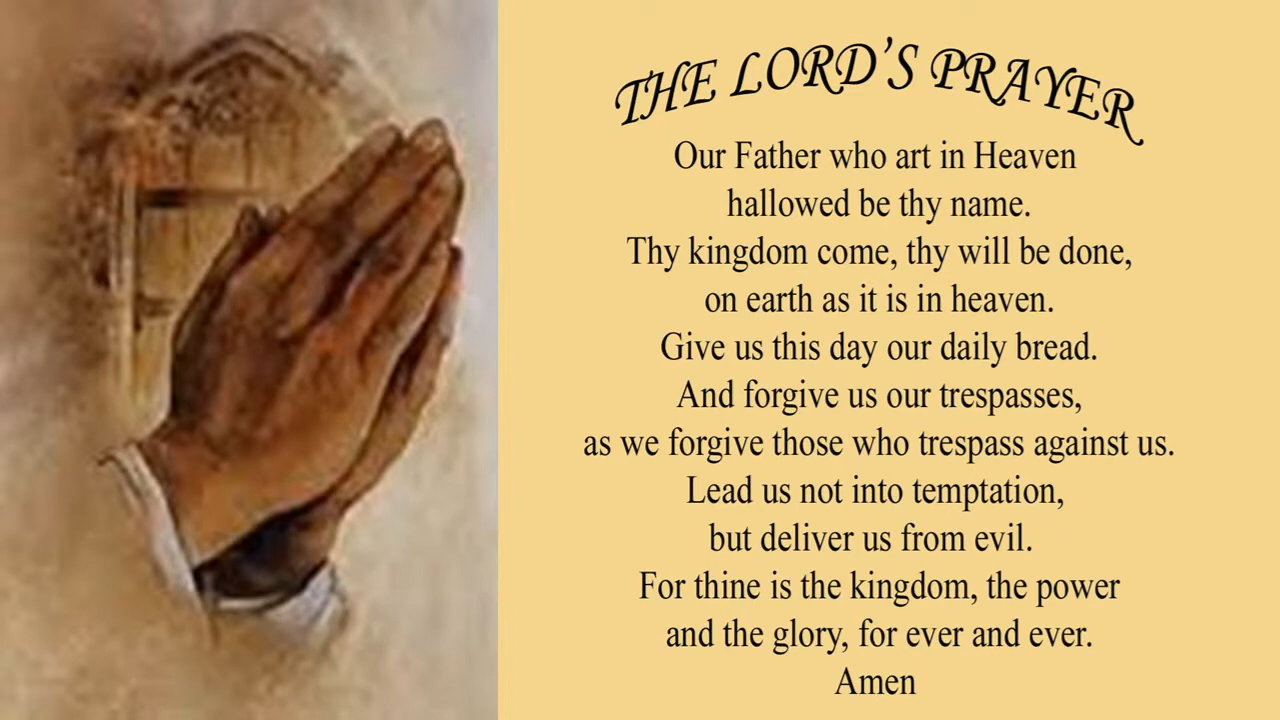 THE LORD'S PRAYER
Our Father who art in Heaven
hallowed be thy name.
Thy kingdom come, thy will be done,
on earth as it is in heaven.
Give us this day our daily bread.
And forgive us our trespasses,
as we forgive those who trespass against us.
Lead us not into temptation,
but deliver us from evil.
For thine is the kingdom, the power
and the glory, for ever and ever.
Amen